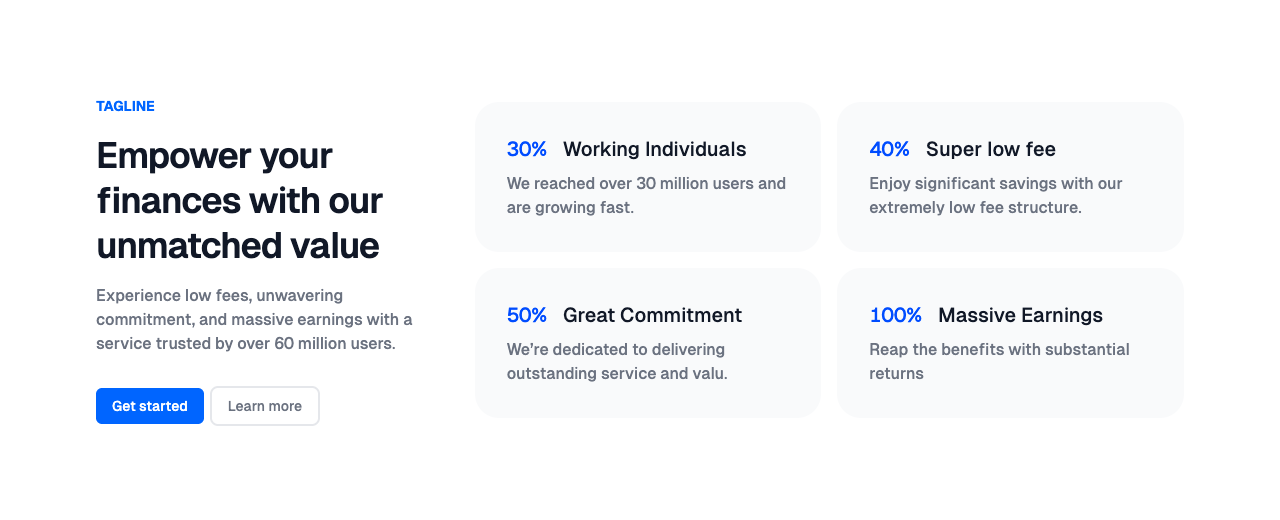 TAGLINE
Empower your
finances with our
unmatched value
Experience low fees, unwavering
commitment, and massive earnings with a
service trusted by over 60 million users.
Get started
Learn more
30% Working Individuals
We reached over 30 million users and
are growing fast.
40% Super low fee
Enjoy significant savings with our
extremely low fee structure.
50% Great Commitment
We're dedicated to delivering
outstanding service and valu.
100% Massive Earnings
Reap the benefits with substantial
returns